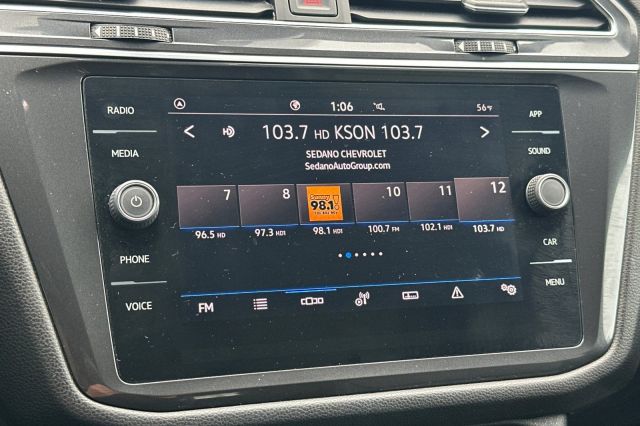 RADIO
MEDIA
PHONE
VOICE
1:06
56°F
103.7 HD KSON 103.7
SEDANO CHEVROLET
SedanoAutoGroup.com
7
8
98.1
10
11
12
96.5 HD
97.3 HD1
98.1 HD1
100.7 FM
102.1 HD1
103.7 HD
FM
APP
SOUND
CAR
MENU